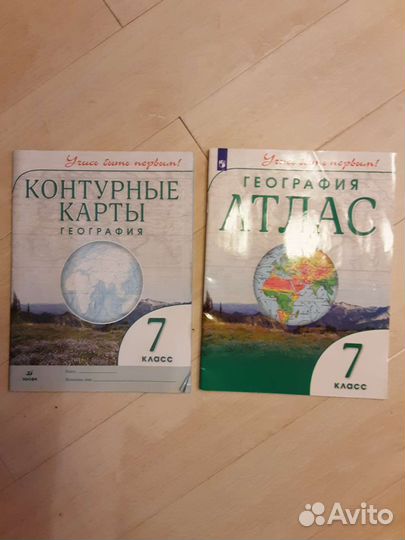 Учись быть первым!
КОНТУРНЫЕ
КАРТЫ
ГЕОГРАФИЯ
7
КЛАСС
Учись быть первым!
ГЕОГРАФИЯ
АТЛАС
7
КЛАСС
Avito